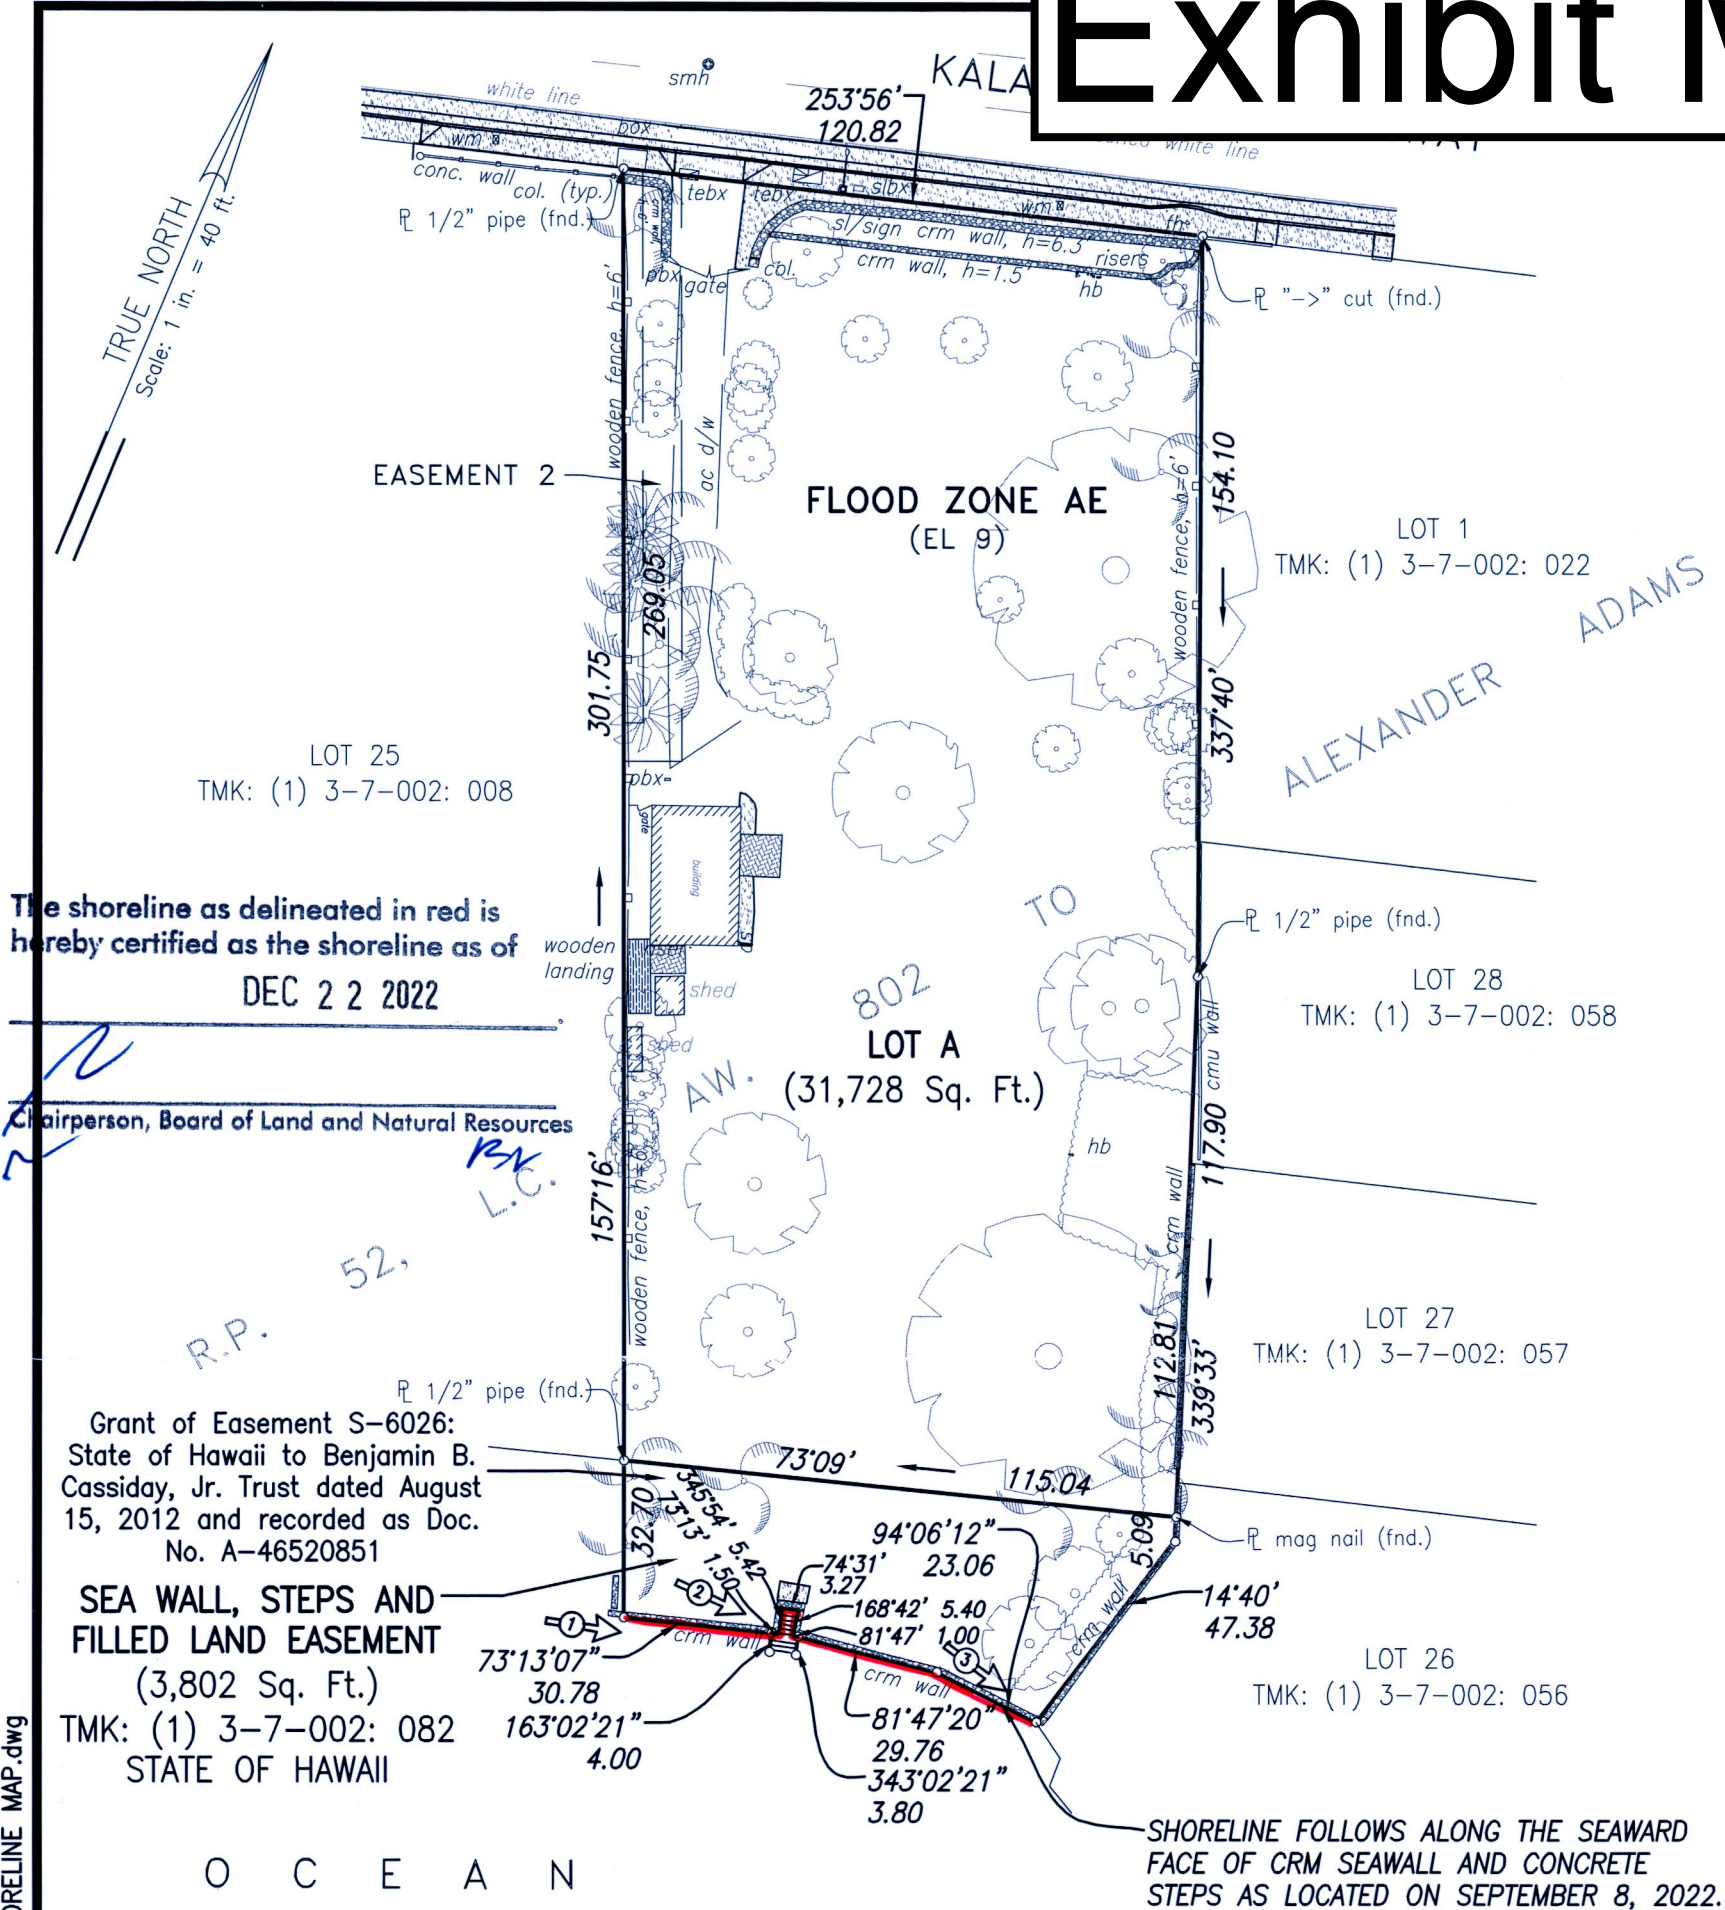 Exhibit
KALA
smh
white line
253°56'
120.82
white line
box
wm
conc. wall
col. (typ.)
tebx
tebx
slbx
wm
fh
P̲L 1/2" pipe (fnd.)
sl/sign crm wall, h=6.3'
crm wall, h=1.5'
risers
hb
col.
pbx
gate
P̲L "->" cut (fnd.)
TRUE NORTH
Scale: 1 in. = 40 ft.
wooden fence, h=6'
ac d/w
EASEMENT 2
FLOOD ZONE AE
(EL 9)
154.10
wooden fence, h=6'
LOT 1
TMK: (1) 3-7-002: 022
269.05
301.75
337°40'
ADAMS
ALEXANDER
TO
802
AW.
L.C.
52,
R.P.
LOT 25
TMK: (1) 3-7-002: 008
pbx
gate
building
The shoreline as delineated in red is
hereby certified as the shoreline as of
DEC 22 2022
Chairperson, Board of Land and Natural Resources
wooden
landing
shed
shed
P̲L 1/2" pipe (fnd.)
LOT 28
TMK: (1) 3-7-002: 058
LOT A
(31,728 Sq. Ft.)
cmu wall
117.90
hb
crm wall
157°16'
wooden fence, h=6'
LOT 27
TMK: (1) 3-7-002: 057
112.81
339°33'
P̲L 1/2" pipe (fnd.)
Grant of Easement S-6026:
State of Hawaii to Benjamin B.
Cassiday, Jr. Trust dated August
15, 2012 and recorded as Doc.
No. A-46520851
73°09'
115.04
P̲L mag nail (fnd.)
5.09
32.70
345°54'
5.42
73°13'
1.50
94°06'12"
23.06
74°31'
3.27
168°42' 5.40
81°47' 1.00
14°40'
47.38
crm wall
SEA WALL, STEPS AND
FILLED LAND EASEMENT
(3,802 Sq. Ft.)
TMK: (1) 3-7-002: 082
STATE OF HAWAII
1
2
3
crm wall
crm wall
73°13'07"
30.78
163°02'21"
4.00
81°47'20"
29.76
343°02'21"
3.80
LOT 26
TMK: (1) 3-7-002: 056
SHORELINE FOLLOWS ALONG THE SEAWARD
FACE OF CRM SEAWALL AND CONCRETE
STEPS AS LOCATED ON SEPTEMBER 8, 2022.
OCEAN
MAP.dwg